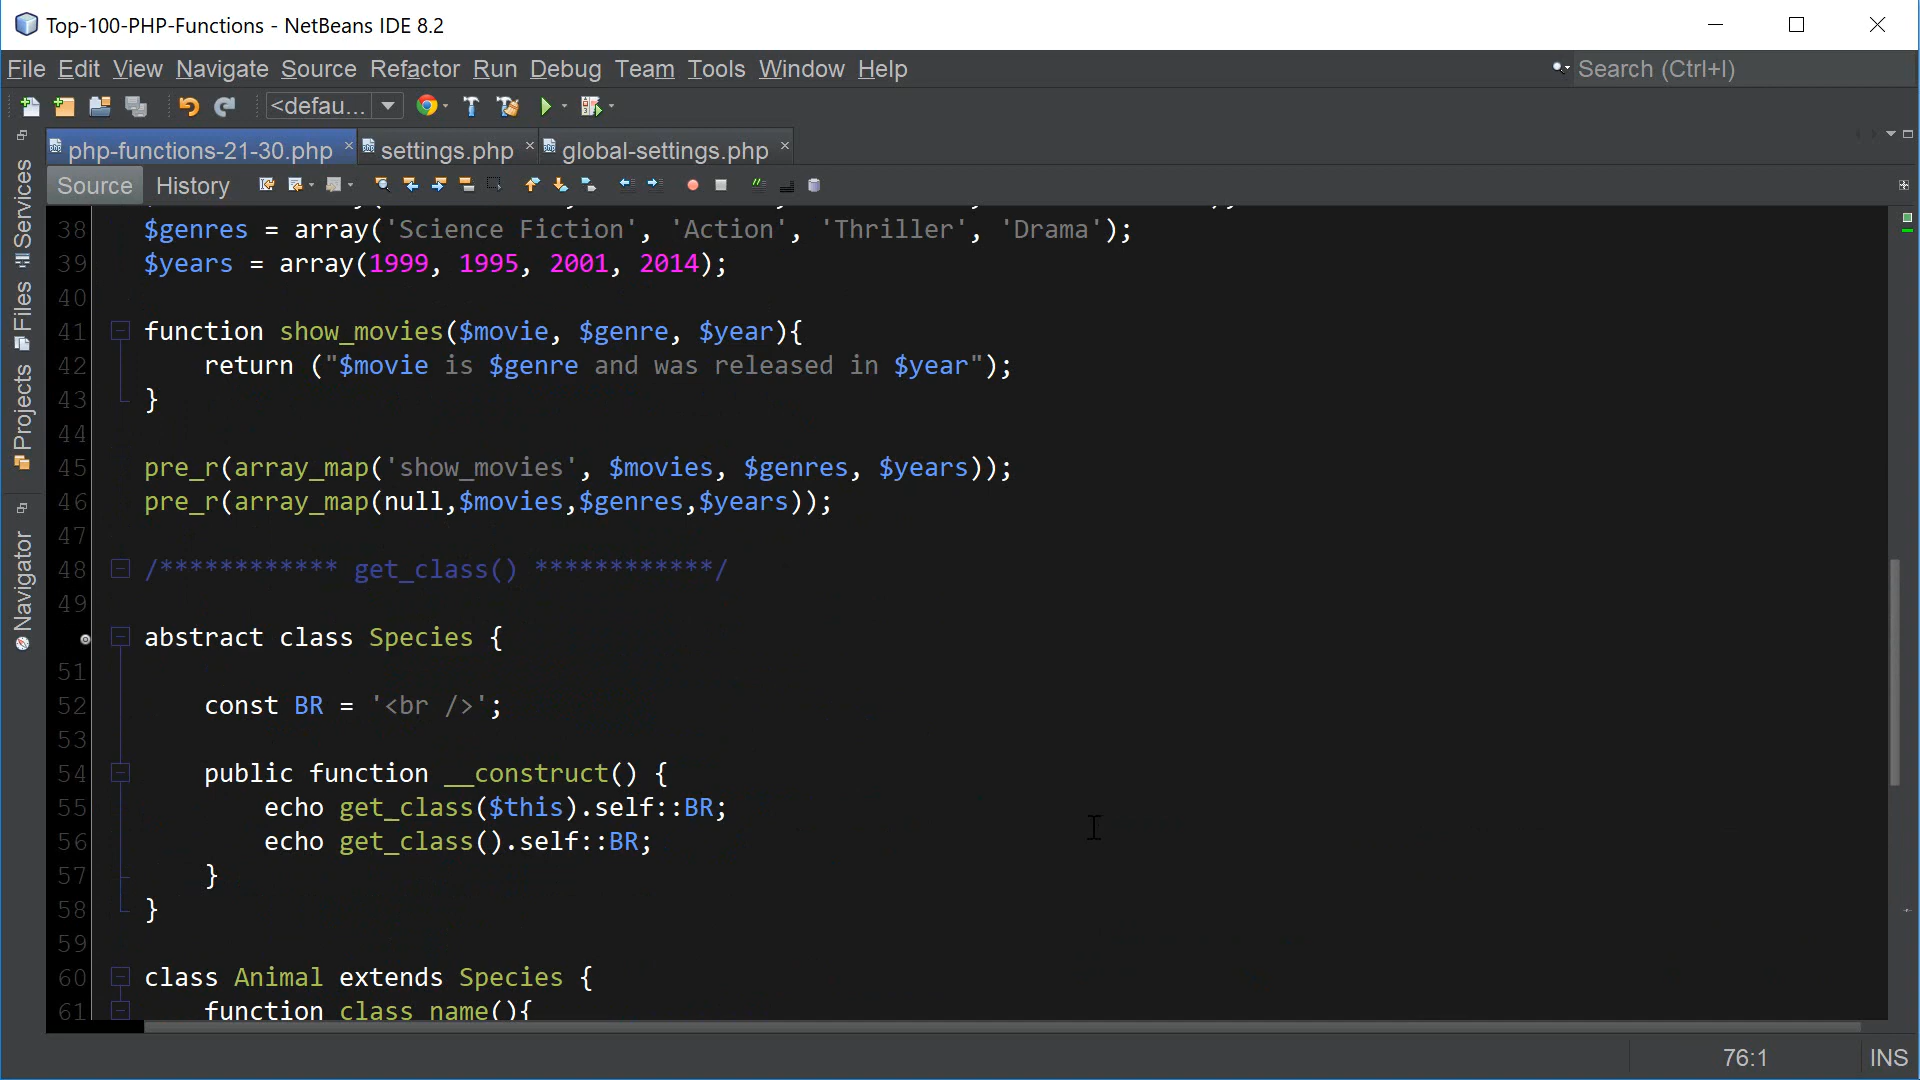 Top-100-PHP-Functions - NetBeans IDE 8.2
File Edit View Navigate Source Refactor Run Debug Team Tools Window Help
Search (Ctrl+I)
<defau...
php-functions-21-30.php settings.php global-settings.php
Source History
Services
Files
Projects
Navigator
38 $genres = array('Science Fiction', 'Action', 'Thriller', 'Drama');
39 $years = array(1999, 1995, 2001, 2014);
40
41 function show_movies($movie, $genre, $year){
42 return ("$movie is $genre and was released in $year");
43 }
44
45 pre_r(array_map('show_movies', $movies, $genres, $years));
46 pre_r(array_map(null,$movies,$genres,$years));
47
48 /************ get_class() ************/
49
abstract class Species {
51
52 const BR = '<br />';
53
54 public function __construct() {
55 echo get_class($this).self::BR;
56 echo get_class().self::BR;
57 }
58 }
59
60 class Animal extends Species {
61 function class_name(){
76:1 INS